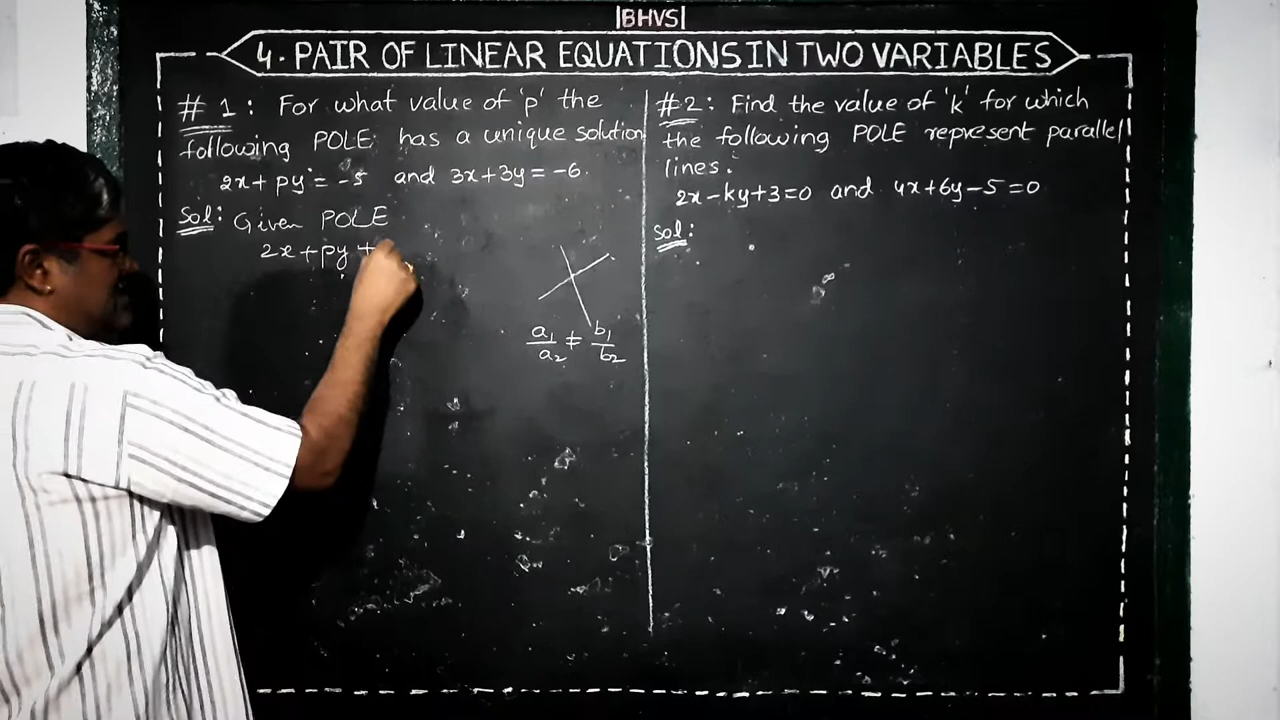 |BHVS|
4. PAIR OF LINEAR EQUATIONS IN TWO VARIABLES
# 1 : For what value of 'p' the
following POLE has a unique solution
2x + py = -5 and 3x + 3y = -6.
Sol: Given POLE
2x + py +
a₁/a₂ ≠ b₁/b₂
# 2 : Find the value of 'k' for which
the following POLE represent parallel
lines.
2x - ky + 3 = 0 and 4x + 6y - 5 = 0
Sol: